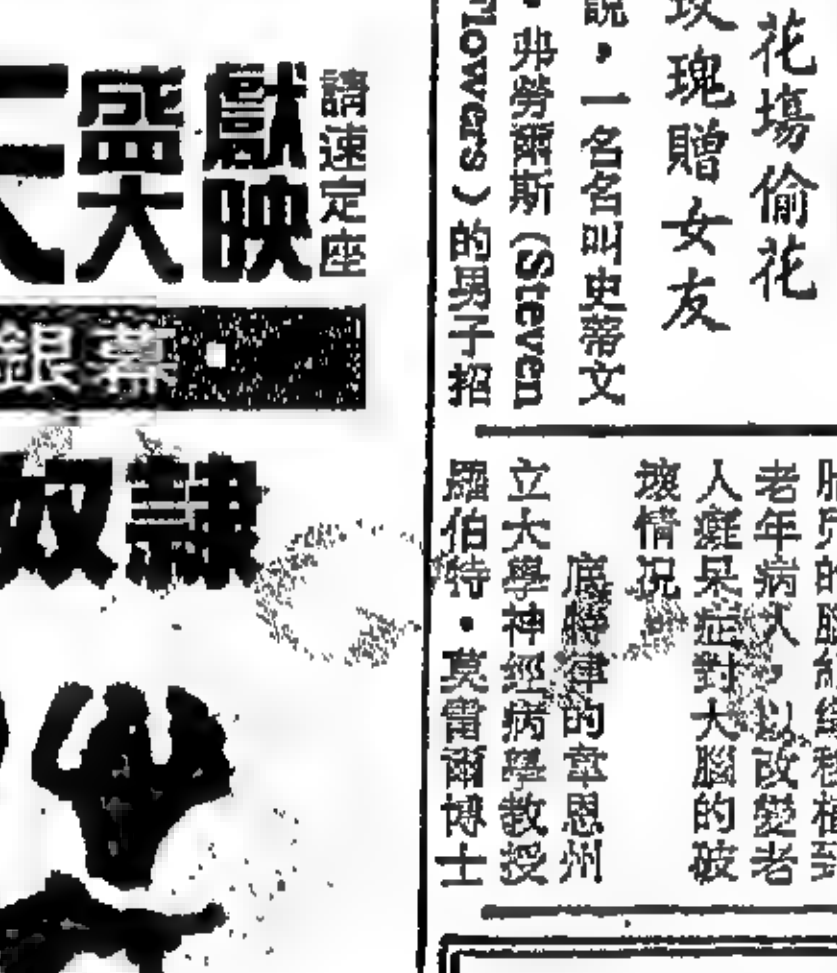 花塲偷花
玫瑰贈女友
說，一名名叫史蒂文
・弗勞爾斯(Steven
Flowers)的男子招
老年病人，以改變老
人癡呆症對大腦的破
壞情況。
底特律的韋恩州
立大學神經病學教授
羅伯特・莫雷爾博士
請速定座
獻映
盛大
銀幕
奴隸